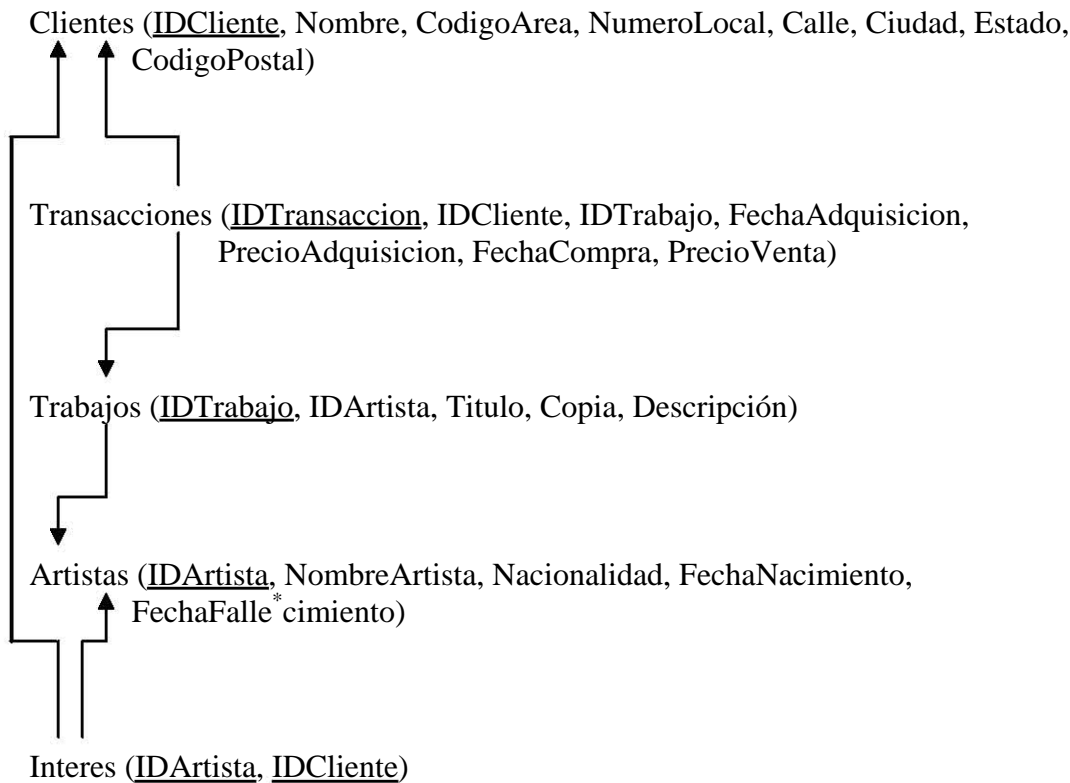 Clientes (IDCliente, Nombre, CodigoArea, NumeroLocal, Calle, Ciudad, Estado,
CodigoPostal)
Transacciones (IDTransaccion, IDCliente, IDTrabajo, FechaAdquisicion,
PrecioAdquisicion, FechaCompra, PrecioVenta)
Trabajos (IDTrabajo, IDArtista, Titulo, Copia, Descripción)
Artistas (IDArtista, NombreArtista, Nacionalidad, FechaNacimiento,
FechaFalle*cimiento)
Interes (IDArtista, IDCliente)